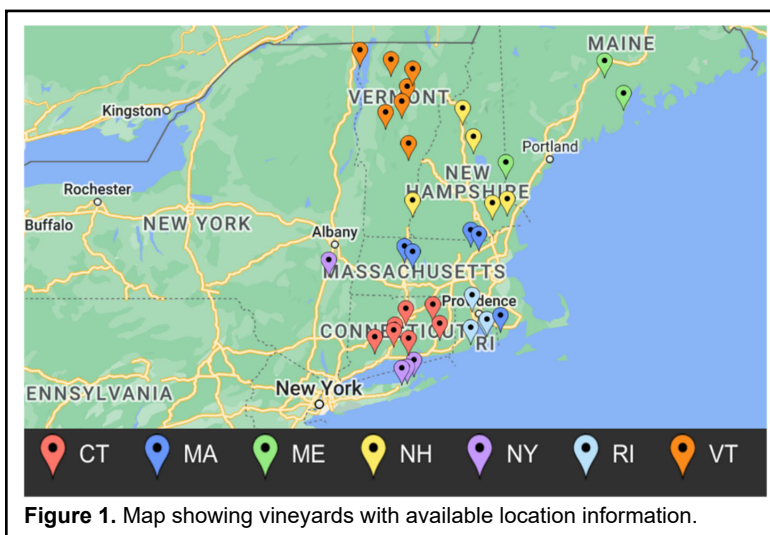 MAINE
Kingston
VERMONT
Portland
NEW
HAMPSHIRE
Rochester
Buffalo
NEW YORK
Albany
MASSACHUSETTS
Providence
CONNECTICUT
RI
ENNSYLVANIA
New York
CT MA ME NH NY RI VT
Figure 1. Map showing vineyards with available location information.